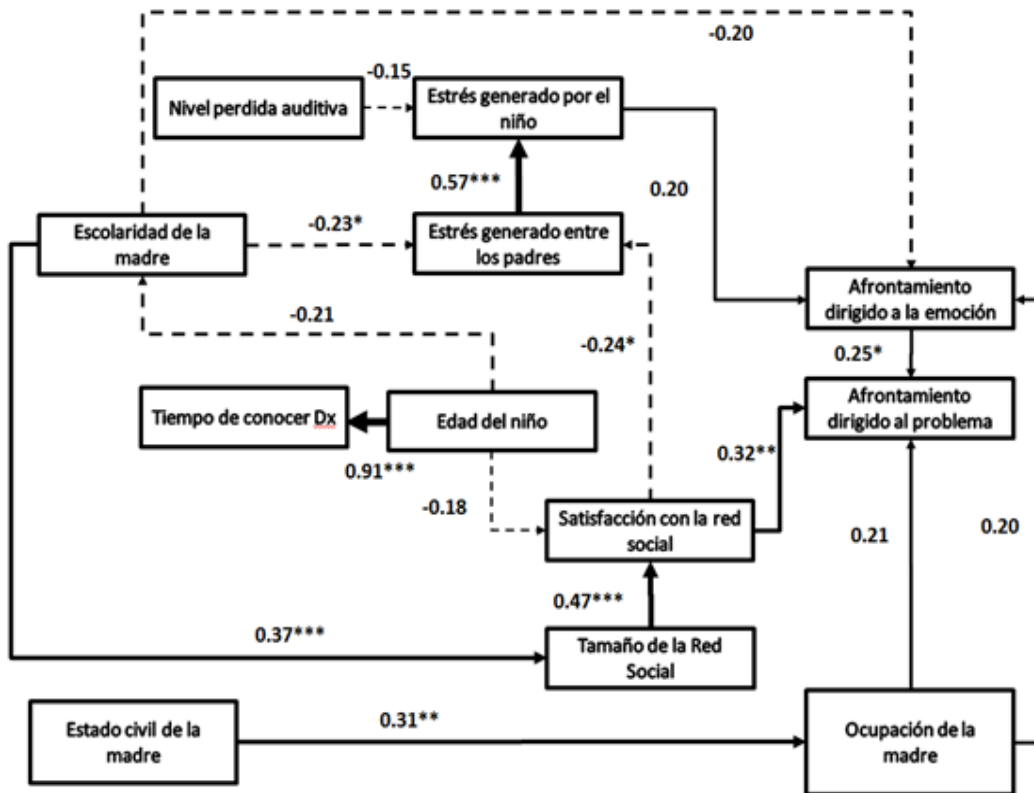 -0.20
-0.15
Nivel perdida auditiva
Estrés generado por el
niño
0.57***
0.20
Escolaridad de la
madre
-0.23*
Estrés generado entre
los padres
Afrontamiento
dirigido a la emoción
-0.21
-0.24*
0.25*
Tiempo de conocer Dx
Edad del niño
Afrontamiento
dirigido al problema
0.91***
0.32**
-0.18
Satisfacción con la red
social
0.21
0.20
0.47***
0.37***
Tamaño de la Red
Social
Estado civil de la
madre
0.31**
Ocupación de la
madre